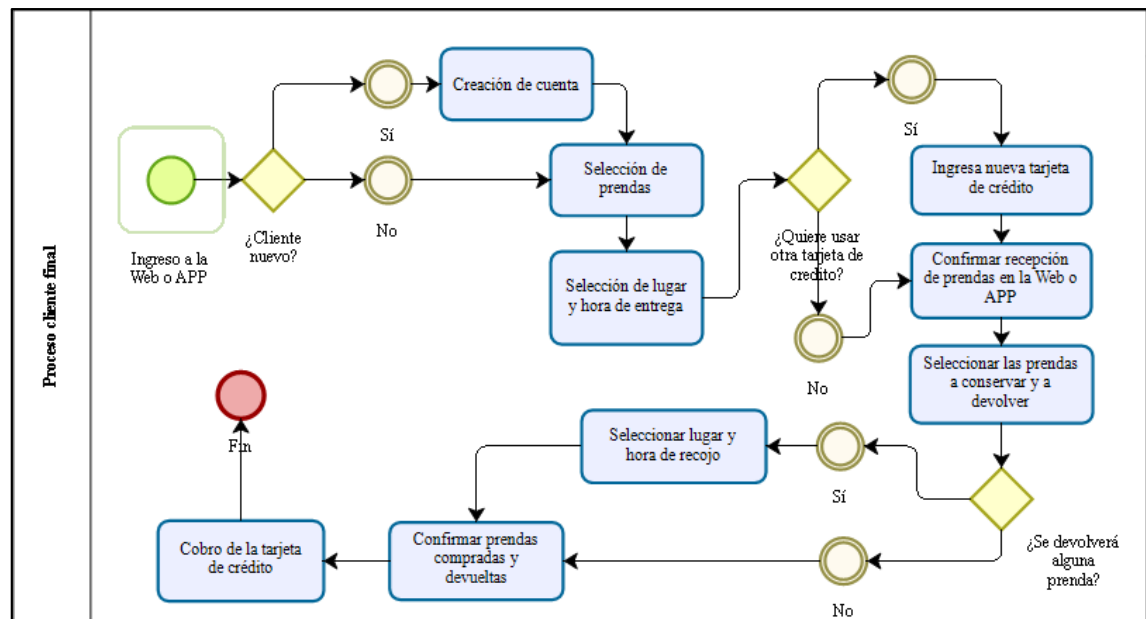 Proceso cliente final
Ingreso a la
Web o APP
¿Cliente
nuevo?
Sí
No
Creación de cuenta
Selección de
prendas
Selección de lugar
y hora de entrega
¿Quiere usar
otra tarjeta de
credito?
Sí
No
Ingresa nueva tarjeta
de crédito
Confirmar recepción
de prendas en la Web o
APP
Seleccionar las prendas
a conservar y a
devolver
¿Se devolverá
alguna
prenda?
Sí
No
Seleccionar lugar y
hora de recojo
Confirmar prendas
compradas y
devueltas
Cobro de la tarjeta
de crédito
Fin